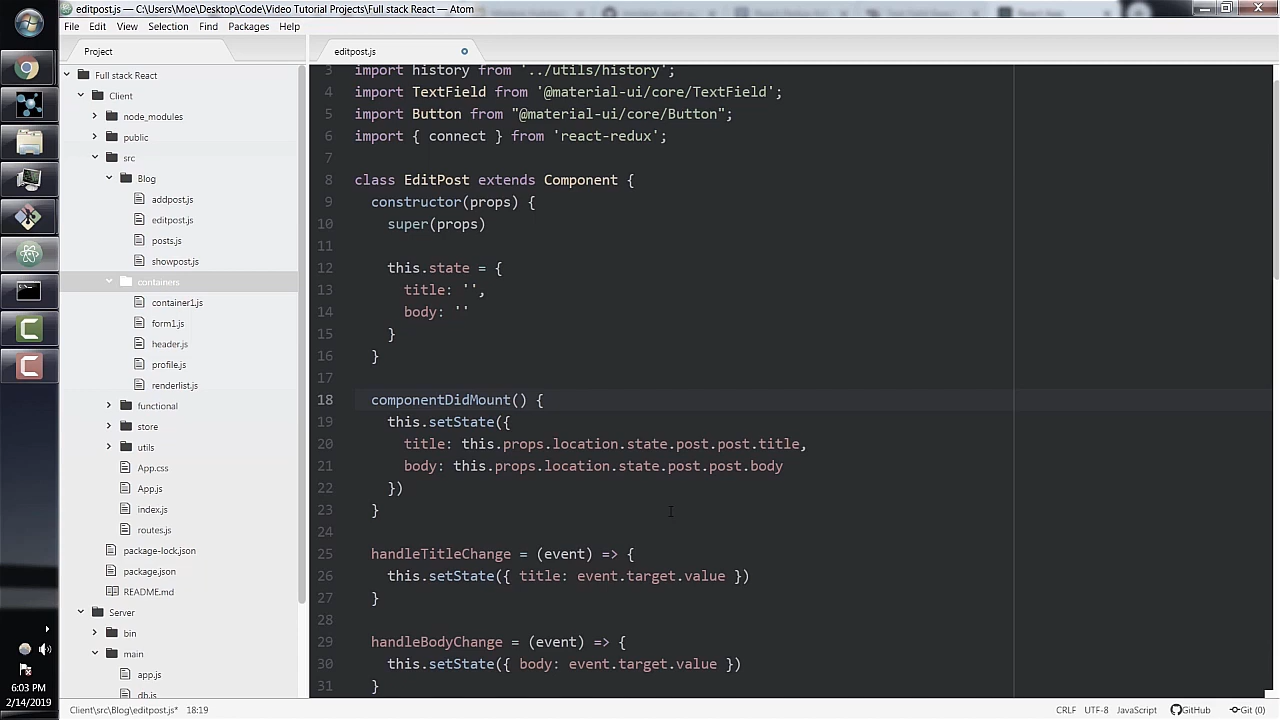 editpost.js — C:\Users\Moe\Desktop\Code\Video Tutorial Projects\Full stack React — Atom
File Edit View Selection Find Packages Help
Project
editpost.js
Full stack React
Client
node_modules
public
src
Blog
addpost.js
editpost.js
posts.js
showpost.js
containers
container1.js
form1.js
header.js
profile.js
renderlist.js
functional
store
utils
App.css
App.js
index.js
routes.js
package-lock.json
package.json
README.md
Server
bin
main
app.js
db.js
3 import history from '../utils/history';
4 import TextField from '@material-ui/core/TextField';
5 import Button from "@material-ui/core/Button";
6 import { connect } from 'react-redux';
7
8 class EditPost extends Component {
9 constructor(props) {
10 super(props)
11
12 this.state = {
13 title: '',
14 body: ''
15 }
16 }
17
18 componentDidMount() {
19 this.setState({
20 title: this.props.location.state.post.post.title,
21 body: this.props.location.state.post.post.body
22 })
23 }
24
25 handleTitleChange = (event) => {
26 this.setState({ title: event.target.value })
27 }
28
29 handleBodyChange = (event) => {
30 this.setState({ body: event.target.value })
31 }
6:03 PM
2/14/2019
Client\src\Blog\editpost.js* 18:19
CRLF UTF-8 JavaScript GitHub Git (0)